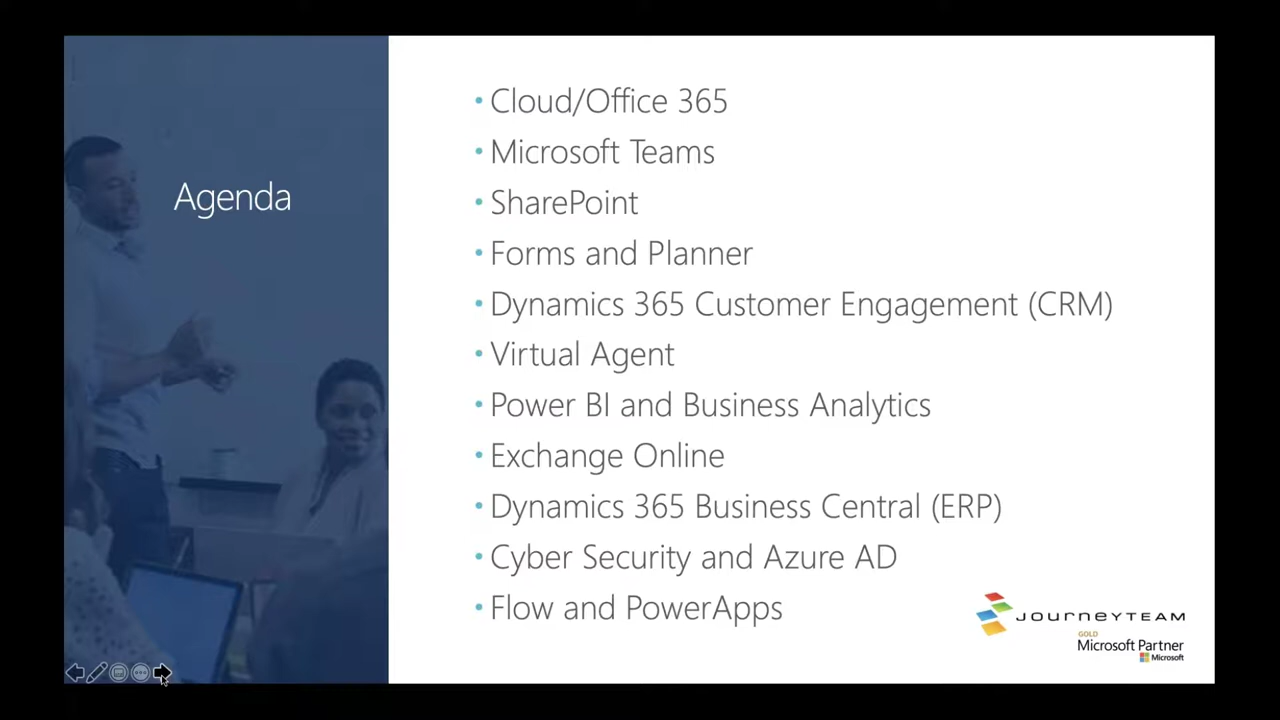 Agenda
• Cloud/Office 365
• Microsoft Teams
• SharePoint
• Forms and Planner
• Dynamics 365 Customer Engagement (CRM)
• Virtual Agent
• Power BI and Business Analytics
• Exchange Online
• Dynamics 365 Business Central (ERP)
• Cyber Security and Azure AD
• Flow and PowerApps
JOURNEYTEAM
GOLD
Microsoft Partner
Microsoft